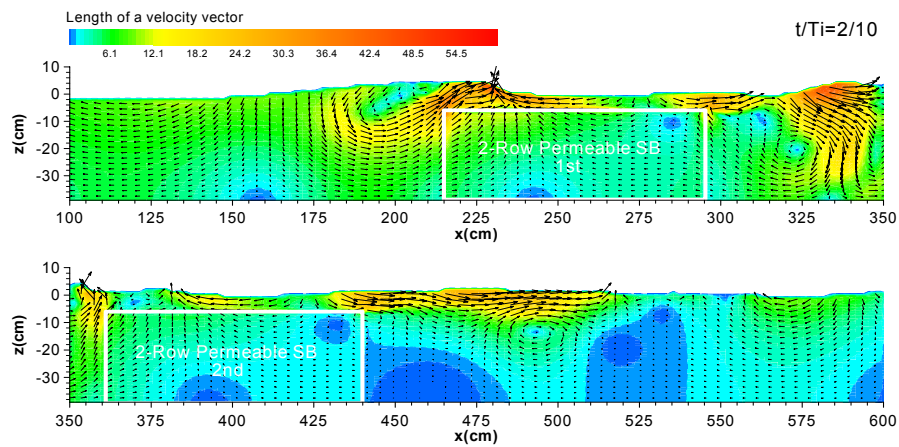 Length of a velocity vector
t/Ti=2/10
6.1 12.1 18.2 24.2 30.3 36.4 42.4 48.5 54.5
10
0
-10
-20
-30
z(cm)
2-Row Permeable SB
1st
100 125 150 175 200 225 250 275 300 325 350
x(cm)
10
0
-10
-20
-30
z(cm)
2-Row Permeable SB
2nd
350 375 400 425 450 475 500 525 550 575 600
x(cm)